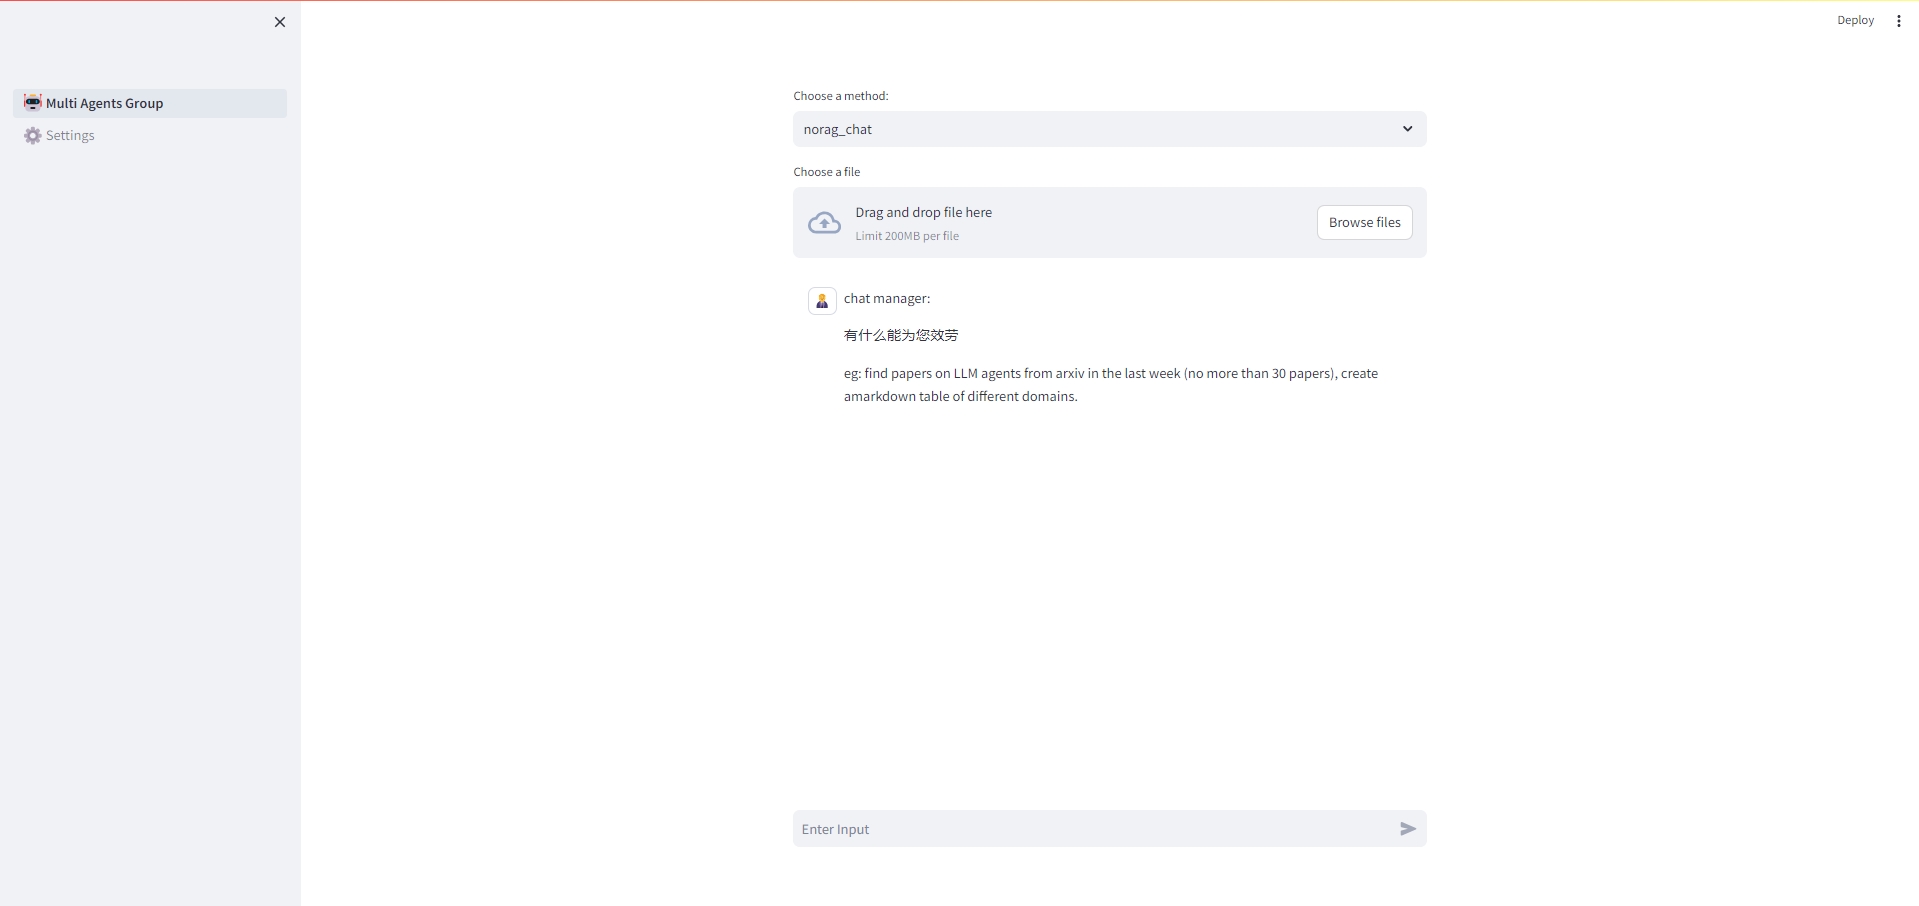 Deploy
Multi Agents Group
Settings
Choose a method:
norag_chat
Choose a file
Drag and drop file here
Limit 200MB per file
Browse files
chat manager:
有什么能为您效劳
eg: find papers on LLM agents from arxiv in the last week (no more than 30 papers), create
amarkdown table of different domains.
Enter Input